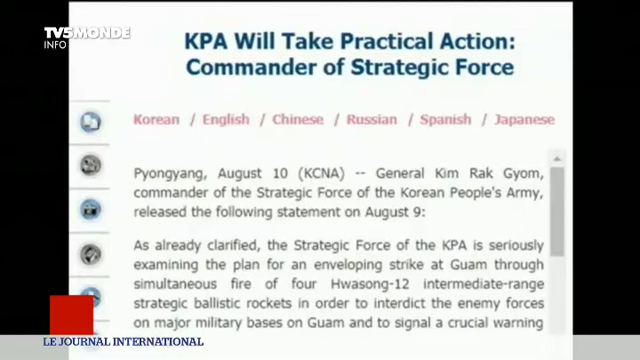 TV5MONDE
INFO
KPA Will Take Practical Action:
Commander of Strategic Force
Korean / English / Chinese / Russian / Spanish / Japanese
Pyongyang, August 10 (KCNA) -- General Kim Rak Gyom,
commander of the Strategic Force of the Korean People's Army,
released the following statement on August 9:
As already clarified, the Strategic Force of the KPA is seriously
examining the plan for an enveloping strike at Guam through
simultaneous fire of four Hwasong-12 intermediate-range
strategic ballistic rockets in order to interdict the enemy forces
on major military bases on Guam and to signal a crucial warning
LE JOURNAL INTERNATIONAL